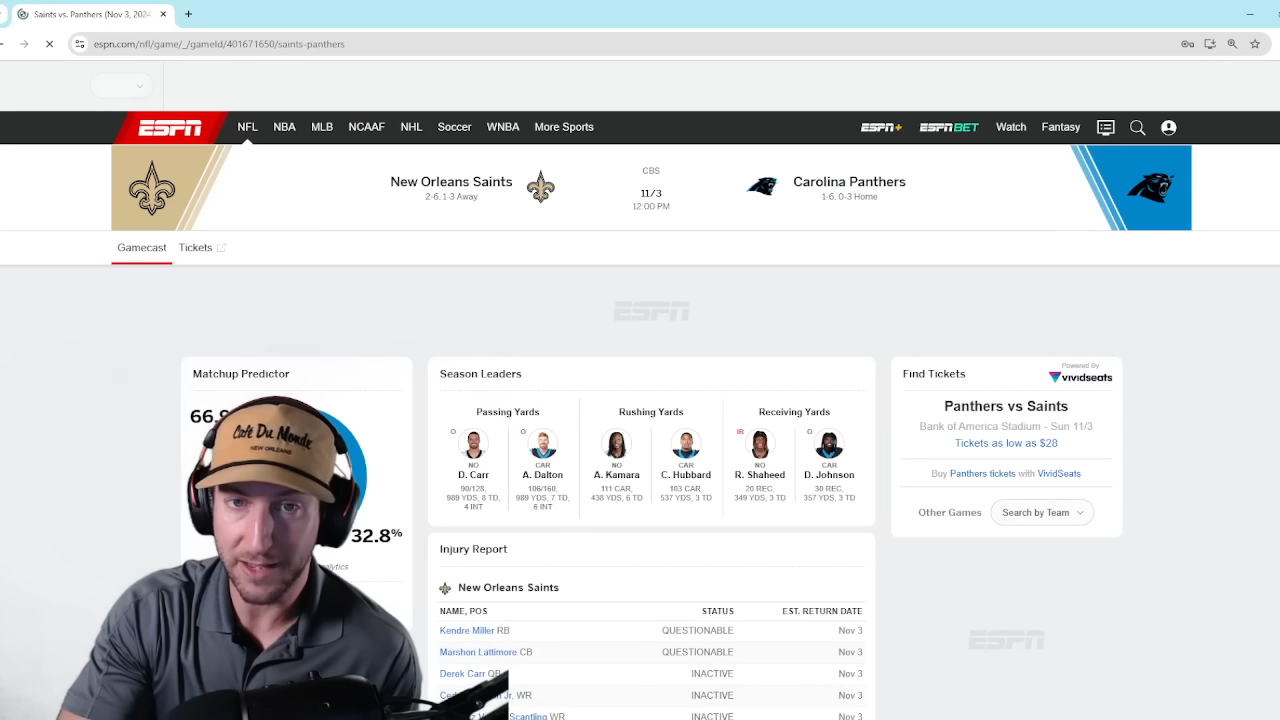 Saints vs. Panthers (Nov 3, 2024
espn.com/nfl/game/_/gameId/401671650/saints-panthers
ESPN NFL NBA MLB NCAAF NHL Soccer WNBA More Sports ESPN+ ESPN BET Watch Fantasy
New Orleans Saints
2-6, 1-3 Away
CBS
11/3
12:00 PM
Carolina Panthers
1-6, 0-3 Home
Gamecast Tickets
ESPN
Matchup Predictor
66.9
32.8%
Café Du Monde
NEW ORLEANS
Season Leaders
Passing Yards Rushing Yards Receiving Yards
O O IR O
NO CAR NO CAR NO CAR
D. Carr A. Dalton A. Kamara C. Hubbard R. Shaheed D. Johnson
90/128, 106/160, 111 CAR, 103 CAR, 20 REC, 30 REC,
989 YDS, 8 TD, 989 YDS, 7 TD, 438 YDS, 6 TD 537 YDS, 3 TD 349 YDS, 3 TD 357 YDS, 3 TD
4 INT 6 INT
Injury Report
New Orleans Saints
NAME, POS STATUS EST. RETURN DATE
Kendre Miller RB QUESTIONABLE Nov 3
Marshon Lattimore CB QUESTIONABLE Nov 3
Derek Carr QB INACTIVE Nov 3
Jr. WR INACTIVE Nov 3
Scantling WR INACTIVE Nov 3
Find Tickets
Powered By
vividseats
Panthers vs Saints
Bank of America Stadium - Sun 11/3
Tickets as low as $28
Buy Panthers tickets with VividSeats
Other Games Search by Team
ESPN